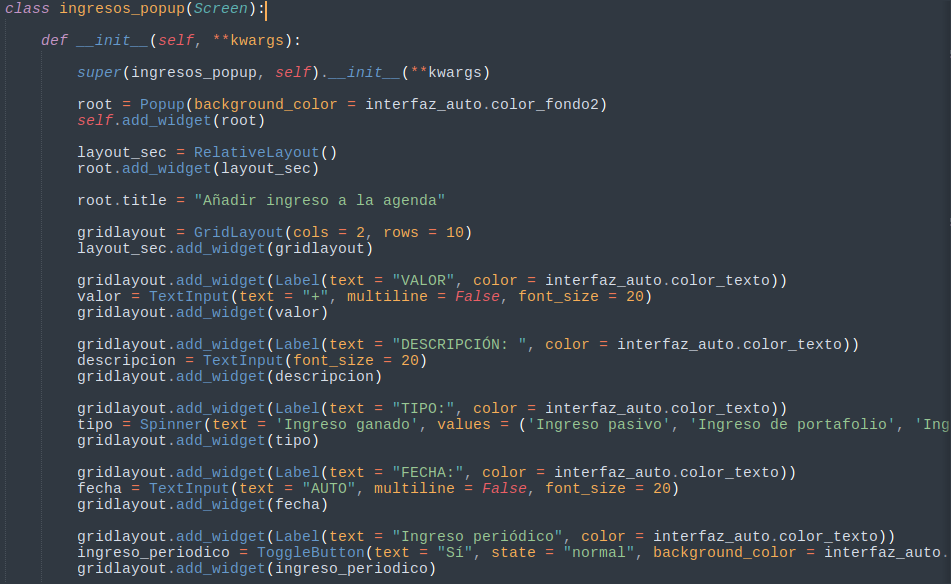 class ingresos_popup(Screen):
def __init__(self, **kwargs):
super(ingresos_popup, self).__init__(**kwargs)
root = Popup(background_color = interfaz_auto.color_fondo2)
self.add_widget(root)
layout_sec = RelativeLayout()
root.add_widget(layout_sec)
root.title = "Añadir ingreso a la agenda"
gridlayout = GridLayout(cols = 2, rows = 10)
layout_sec.add_widget(gridlayout)
gridlayout.add_widget(Label(text = "VALOR", color = interfaz_auto.color_texto))
valor = TextInput(text = "+", multiline = False, font_size = 20)
gridlayout.add_widget(valor)
gridlayout.add_widget(Label(text = "DESCRIPCIÓN: ", color = interfaz_auto.color_texto))
descripcion = TextInput(font_size = 20)
gridlayout.add_widget(descripcion)
gridlayout.add_widget(Label(text = "TIPO:", color = interfaz_auto.color_texto))
tipo = Spinner(text = 'Ingreso ganado', values = ('Ingreso pasivo', 'Ingreso de portafolio', 'Ing
gridlayout.add_widget(tipo)
gridlayout.add_widget(Label(text = "FECHA:", color = interfaz_auto.color_texto))
fecha = TextInput(text = "AUTO", multiline = False, font_size = 20)
gridlayout.add_widget(fecha)
gridlayout.add_widget(Label(text = "Ingreso periódico", color = interfaz_auto.color_texto))
ingreso_periodico = ToggleButton(text = "Sí", state = "normal", background_color = interfaz_auto.
gridlayout.add_widget(ingreso_periodico)